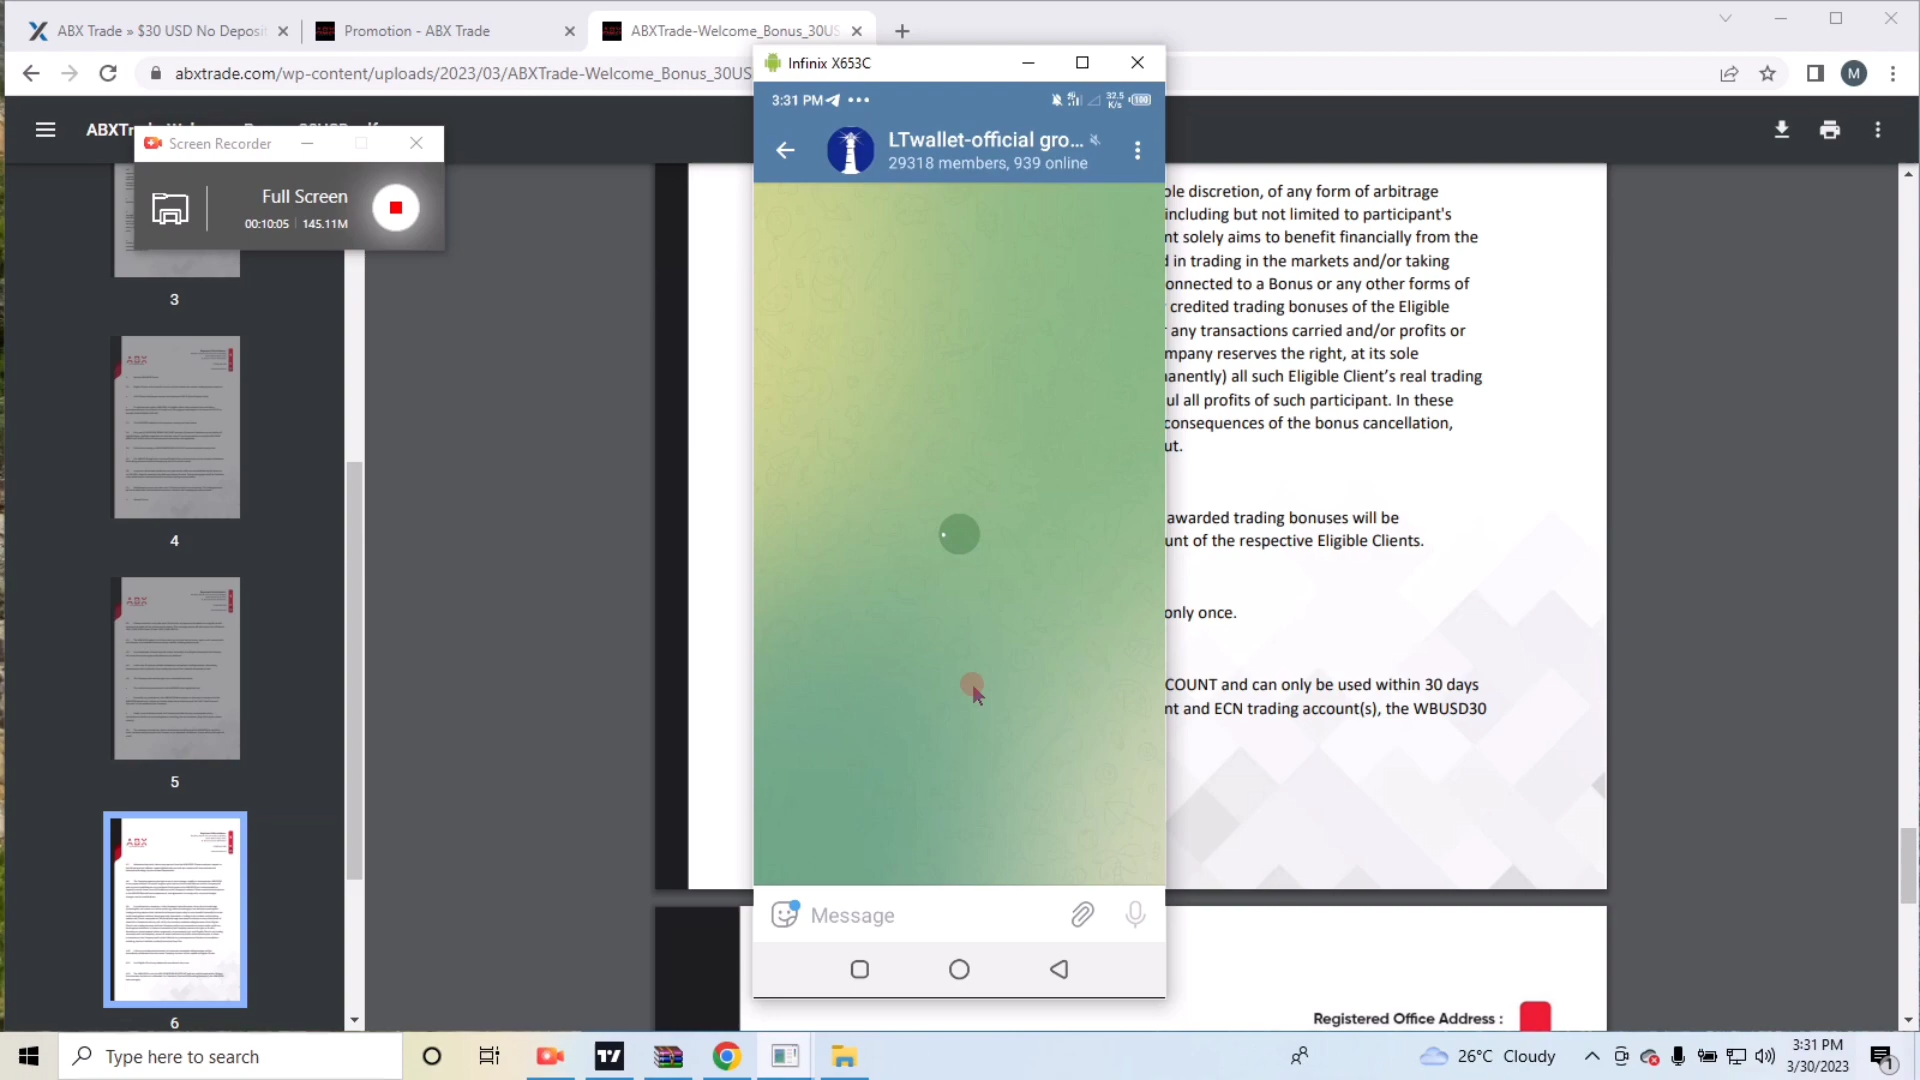 ABX Trade » $30 USD No Deposit
Promotion - ABX Trade
ABXTrade-Welcome_Bonus_30US
abxtrade.com/wp-content/uploads/2023/03/ABXTrade-Welcome_Bonus_30US
M
Infinix X653C
3:31 PM
32.5
K/s
100
LTwallet-official gro...
29318 members, 939 online
Screen Recorder
Full Screen
00:10:05 | 145.11M
3
4
5
6
ole discretion, of any form of arbitrage
including but not limited to participant's
nt solely aims to benefit financially from the
d in trading in the markets and/or taking
onnected to a Bonus or any other forms of
credited trading bonuses of the Eligible
any transactions carried and/or profits or
mpany reserves the right, at its sole
anently) all such Eligible Client's real trading
ul all profits of such participant. In these
consequences of the bonus cancellation,
ut.
awarded trading bonuses will be
unt of the respective Eligible Clients.
only once.
COUNT and can only be used within 30 days
nt and ECN trading account(s), the WBUSD30
Message
Registered Office Address :
Type here to search
26°C Cloudy
3:31 PM
3/30/2023
1